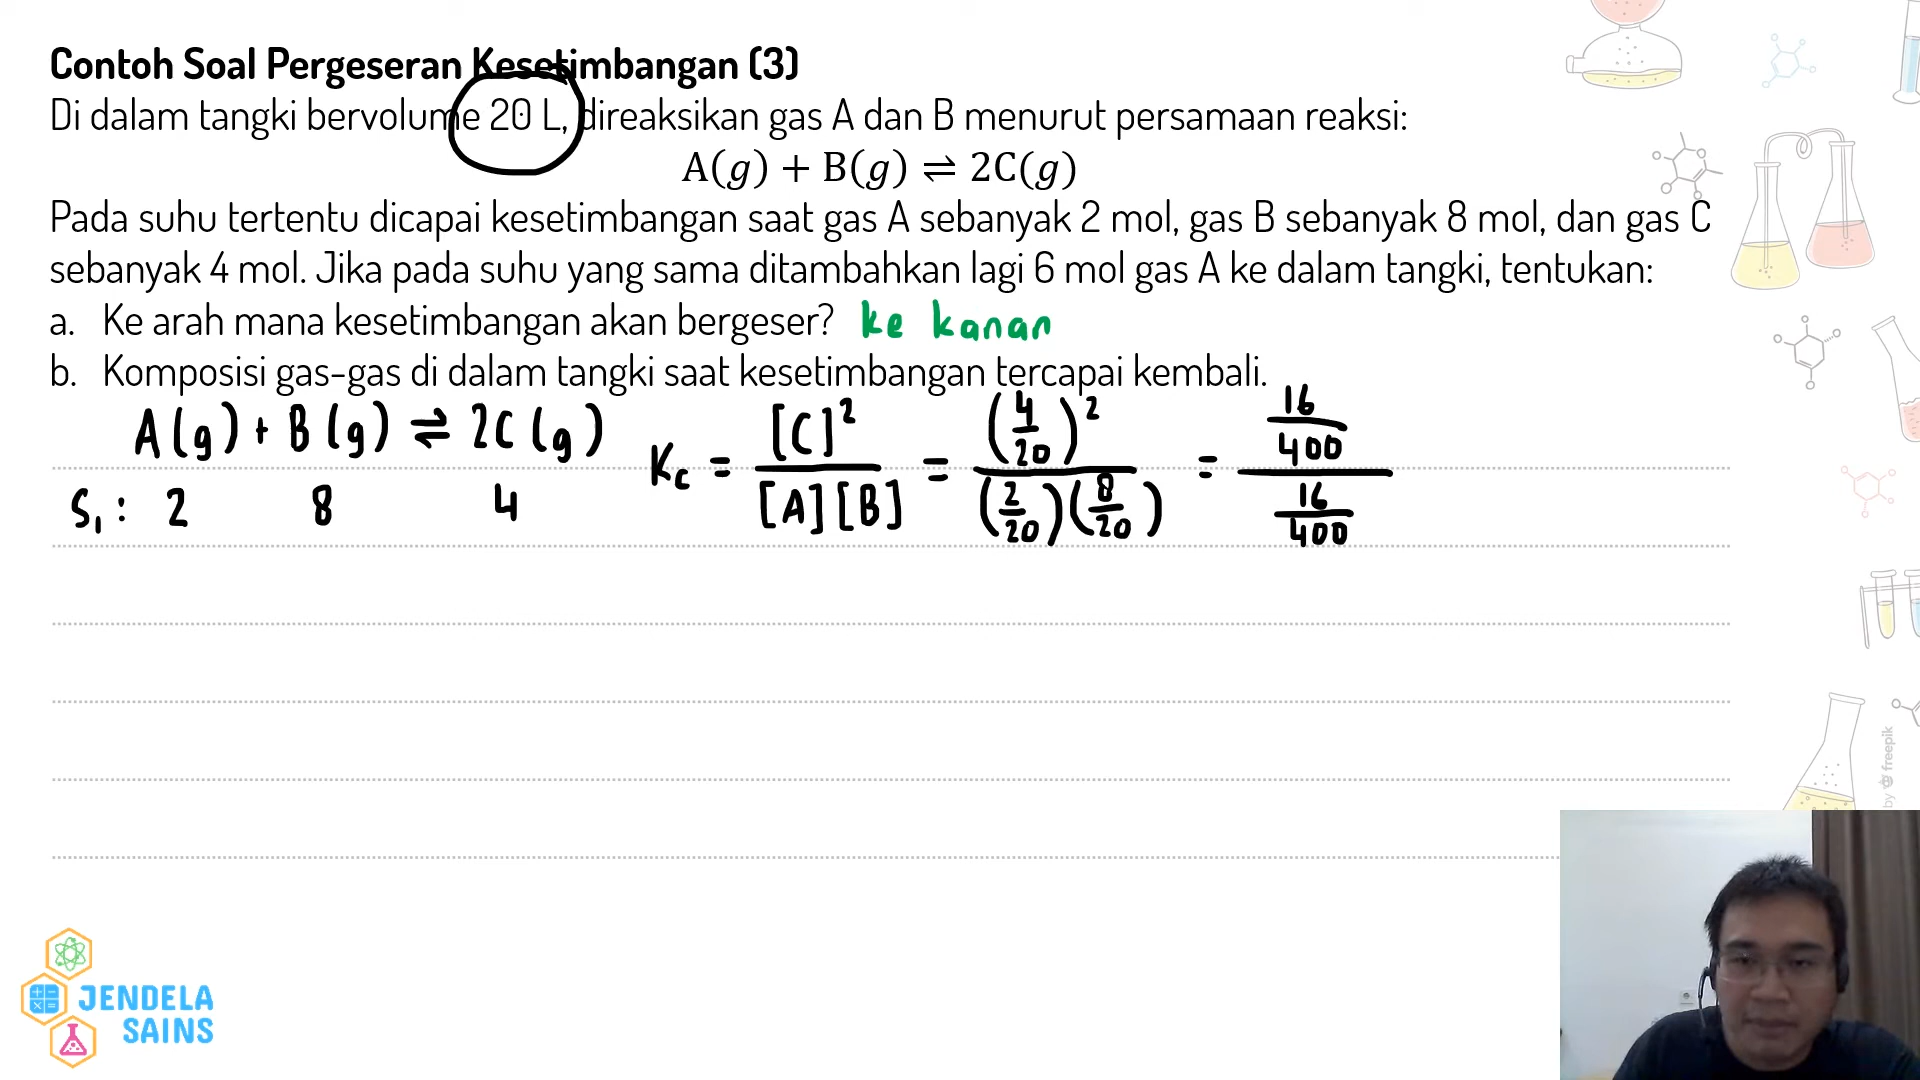 Contoh Soal Pergeseran Kesetimbangan (3)
Di dalam tangki bervolume 20 L, direaksikan gas A dan B menurut persamaan reaksi:
A(g) + B(g) ⇌ 2C(g)
Pada suhu tertentu dicapai kesetimbangan saat gas A sebanyak 2 mol, gas B sebanyak 8 mol, dan gas C
sebanyak 4 mol. Jika pada suhu yang sama ditambahkan lagi 6 mol gas A ke dalam tangki, tentukan:
a. Ke arah mana kesetimbangan akan bergeser? ke kanan
b. Komposisi gas-gas di dalam tangki saat kesetimbangan tercapai kembali.
A(g) + B(g) ⇌ 2C(g)
S₁ : 2 8 4
Kc = [C]² / [A][B] = (4/20)² / (2/20)(8/20) = 16/400 / 16/400
by freepik
JENDELA
SAINS